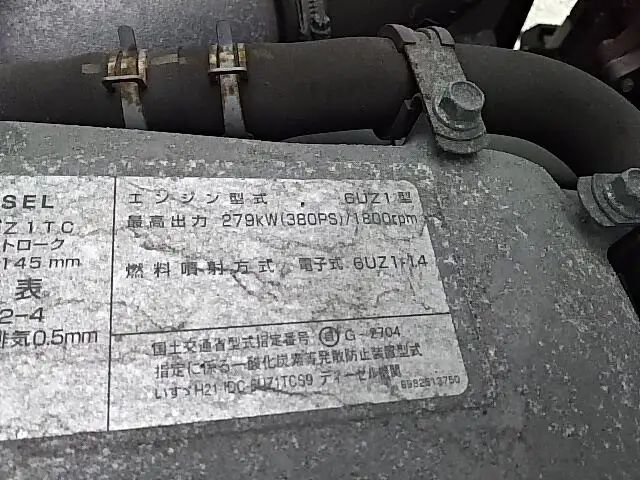 SEL
Z1TC
トローク
145 mm
表
2-4
排気0.5mm
エンジン型式 6UZ1型
最高出力 279kW(380PS)/1800rpm
燃料噴射方式 電子式 6UZ1-14
国土交通省型式指定番号 G-2704
指定に係る一酸化炭素等発散防止装置型式
いすゞH21.10C-6UZ1TCS9 ディーゼル機関
8982813750